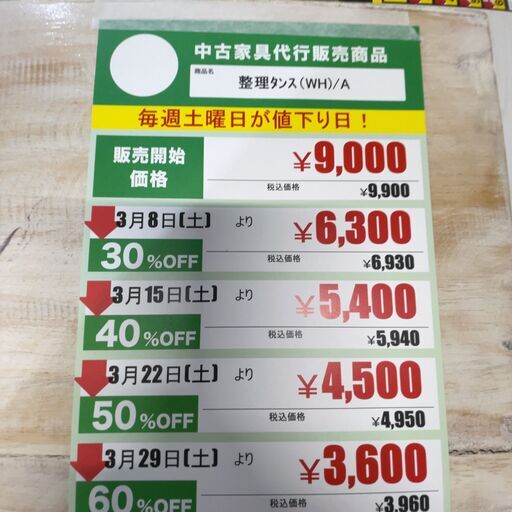 中古家具代行販売商品
商品名
整理タンス(WH)/A
毎週土曜日が値下り日!
販売開始
価格
¥9,000
税込価格 ¥9,900
3月8日(土) より ¥6,300
30%OFF 税込価格 ¥6,930
3月15日(土) より ¥5,400
40%OFF 税込価格 ¥5,940
3月22日(土) より ¥4,500
50%OFF 税込価格 ¥4,950
3月29日(土) より ¥3,600
60%OFF 税込価格 ¥3,960